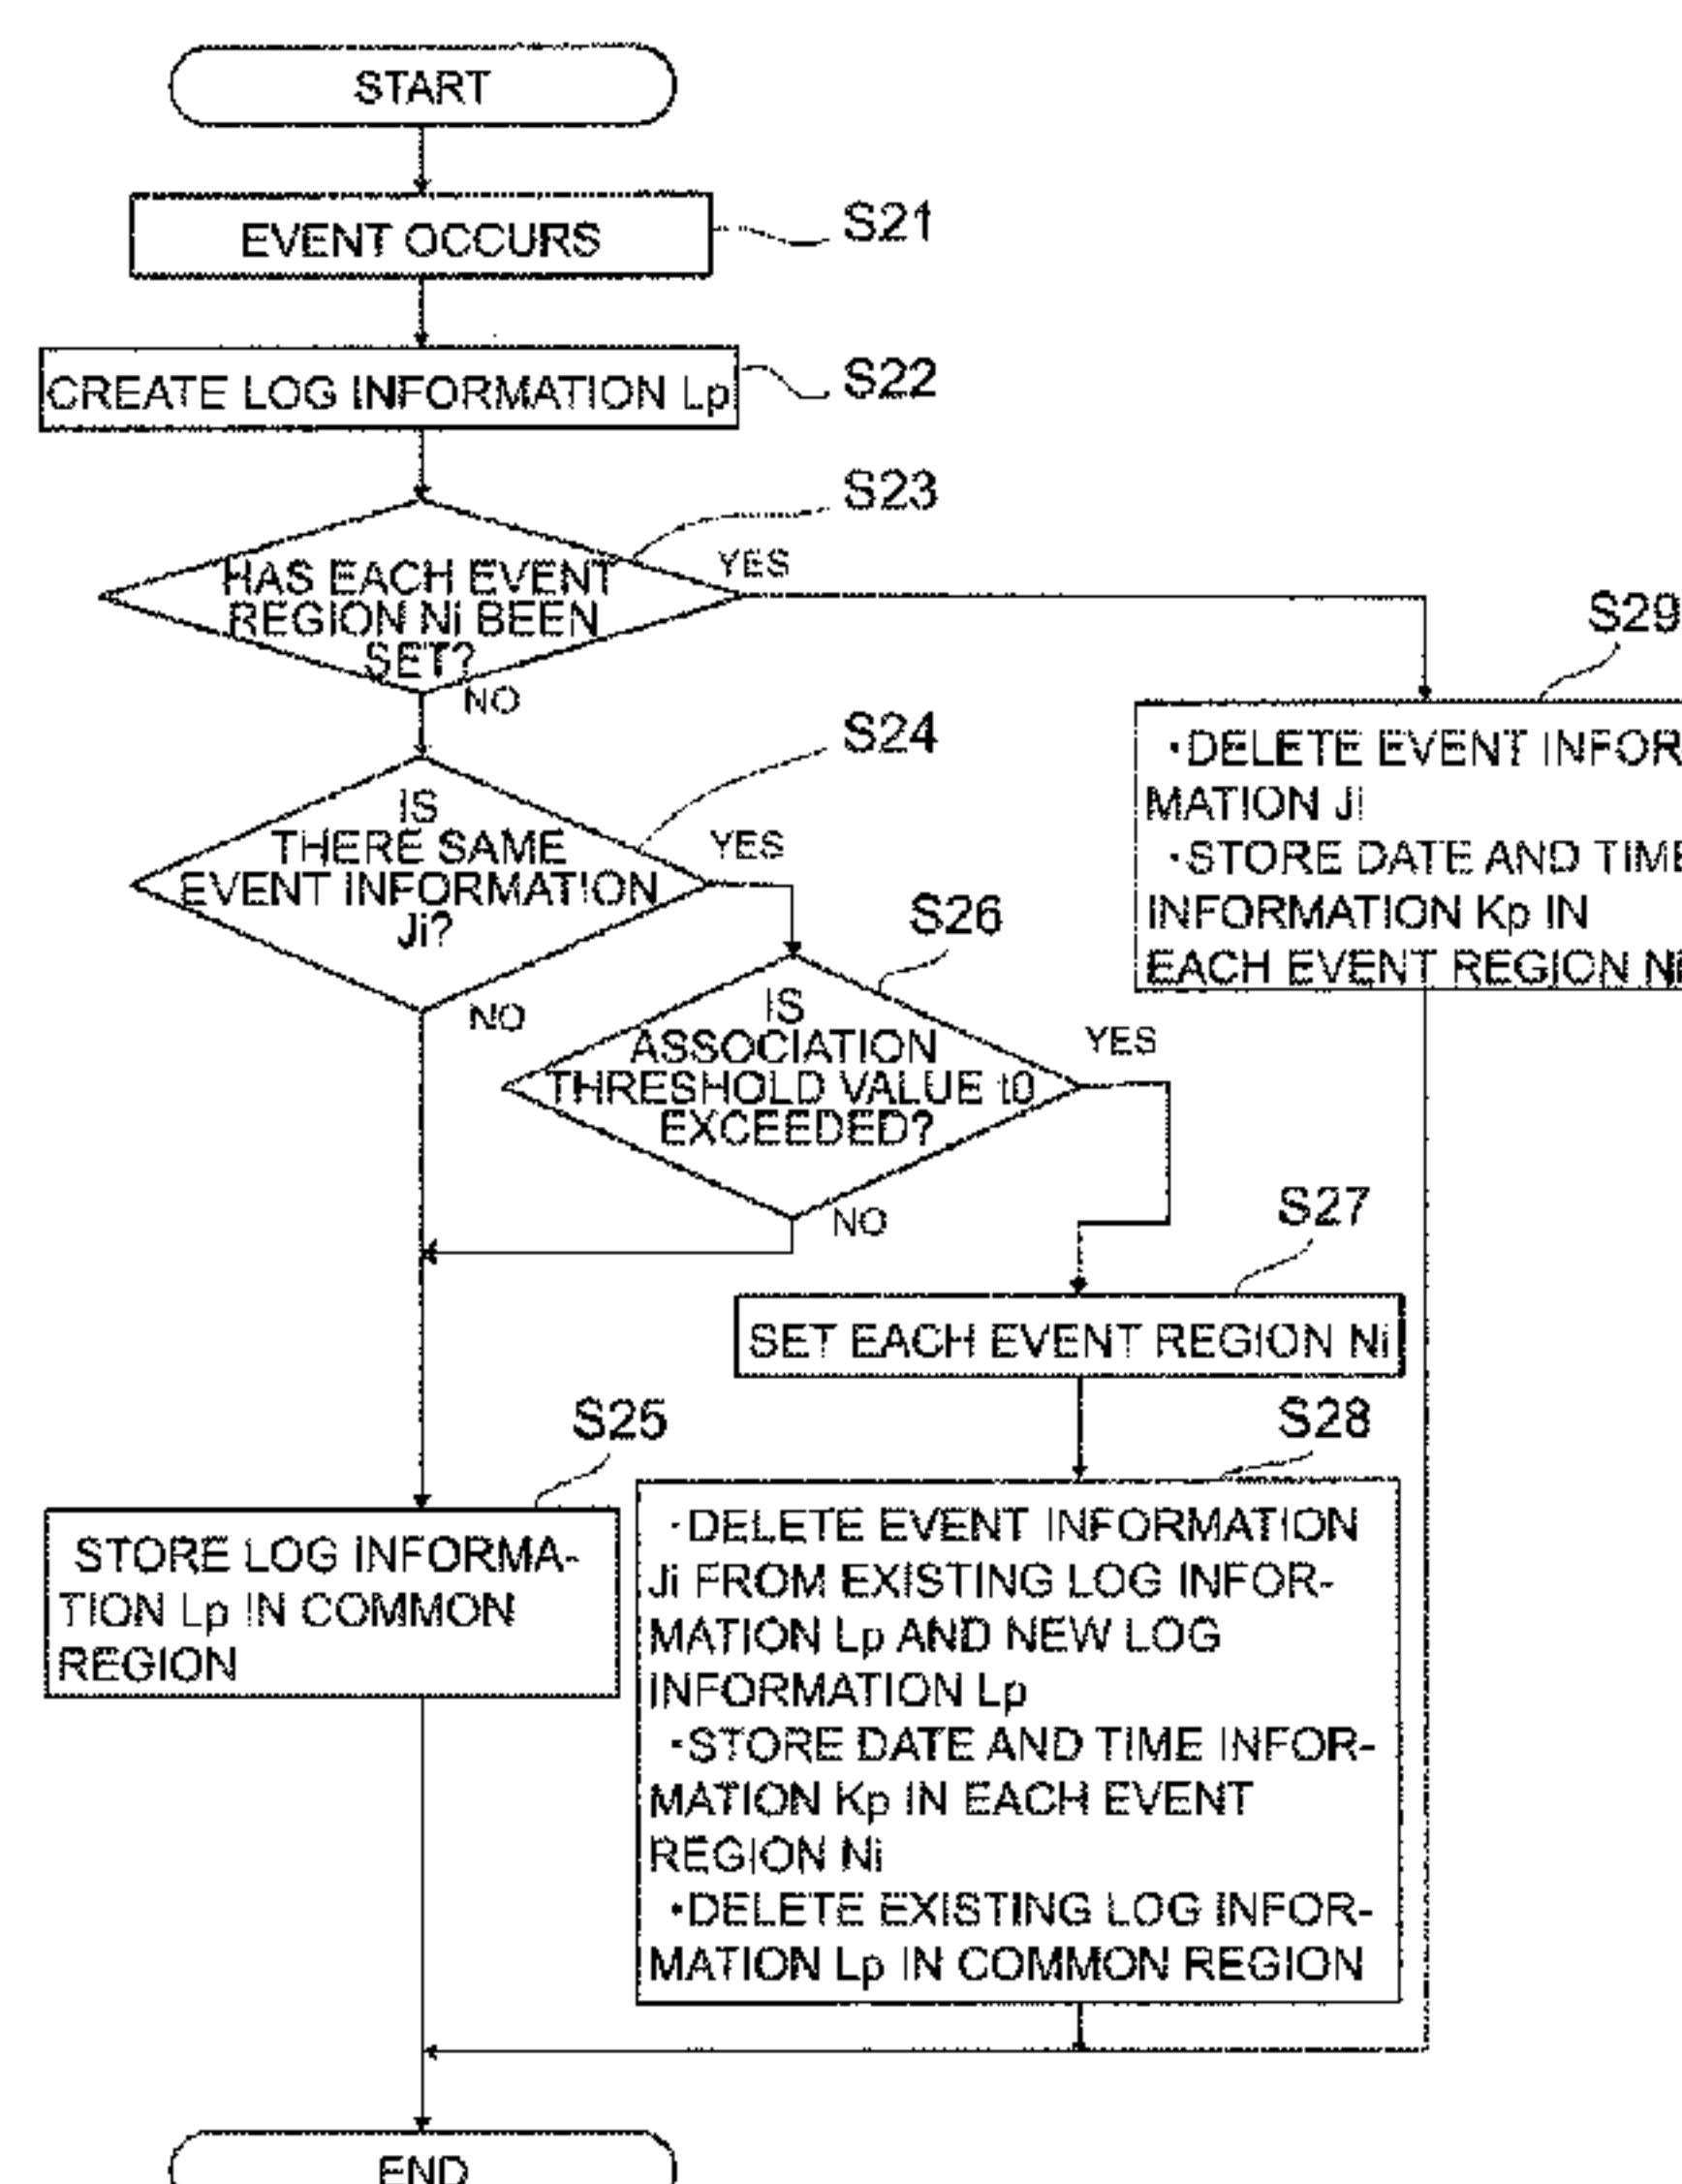 START
EVENT OCCURS
S21
CREATE LOG INFORMATION Lp
S22
S23
HAS EACH EVENT
REGION Ni BEEN
SET?
YES
NO
S24
IS
THERE SAME
EVENT INFORMATION
Ji?
YES
NO
S29
·DELETE EVENT INFOR
MATION Ji
·STORE DATE AND TIME
INFORMATION Kp IN
EACH EVENT REGION Ni
S26
IS
ASSOCIATION
THRESHOLD VALUE t0
EXCEEDED?
YES
NO
S27
SET EACH EVENT REGION Ni
S25
STORE LOG INFORMA-
TION Lp IN COMMON
REGION
S28
·DELETE EVENT INFORMATION
Ji FROM EXISTING LOG INFOR-
MATION Lp AND NEW LOG
INFORMATION Lp
·STORE DATE AND TIME INFOR-
MATION Kp IN EACH EVENT
REGION Ni
·DELETE EXISTING LOG INFOR-
MATION Lp IN COMMON REGION
END